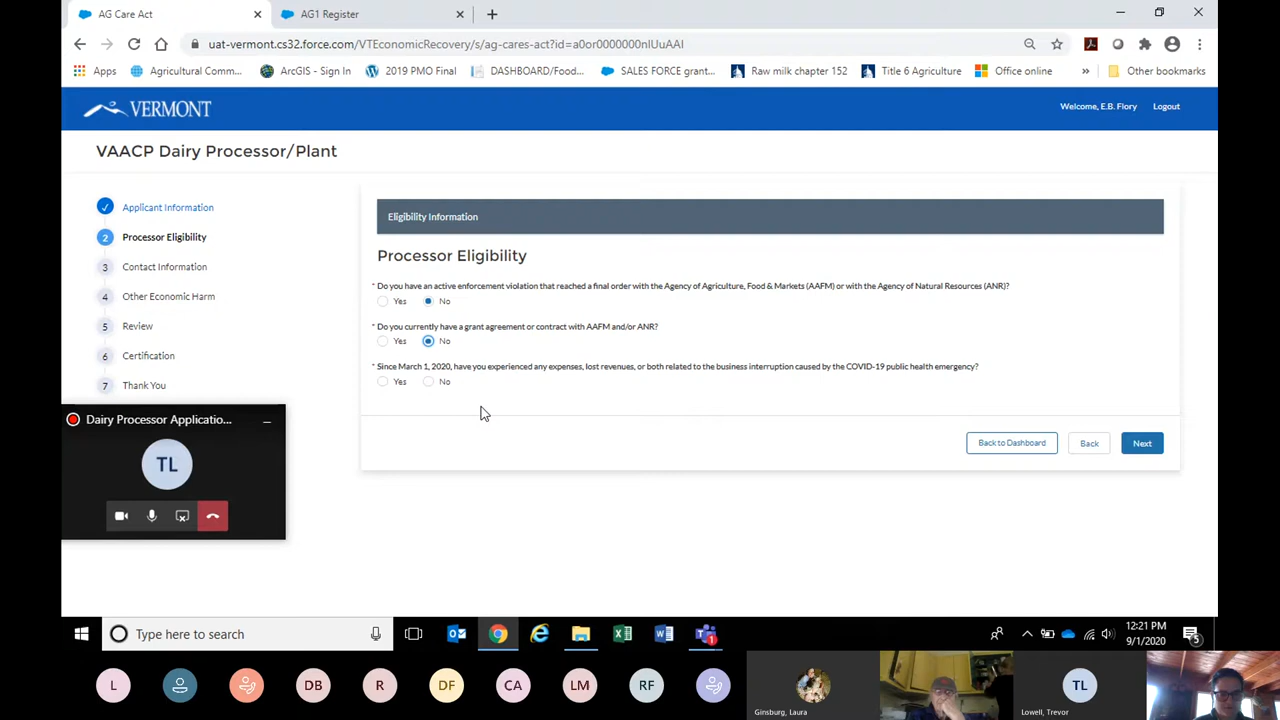 AG Care Act
AG1 Register
uat-vermont.cs32.force.com/VTEconomicRecovery/s/ag-cares-act?id=a0or0000000nIUuAAI
Apps
Agricultural Comm...
ArcGIS - Sign In
2019 PMO Final
DASHBOARD/Food...
SALES FORCE grant...
Raw milk chapter 152
Title 6 Agriculture
Office online
»
Other bookmarks
VERMONT
Welcome, E.B. Flory
Logout
VAACP Dairy Processor/Plant
Applicant Information
2 Processor Eligibility
3 Contact Information
4 Other Economic Harm
5 Review
6 Certification
7 Thank You
Eligibility Information
Processor Eligibility
* Do you have an active enforcement violation that reached a final order with the Agency of Agriculture, Food & Markets (AAFM) or with the Agency of Natural Resources (ANR)?
Yes No
* Do you currently have a grant agreement or contract with AAFM and/or ANR?
Yes No
* Since March 1, 2020, have you experienced any expenses, lost revenues, or both related to the business interruption caused by the COVID-19 public health emergency?
Yes No
Back to Dashboard
Back
Next
Dairy Processor Applicatio...
TL
Type here to search
12:21 PM
9/1/2020
L
DB
R
DF
CA
LM
RF
Ginsburg, Laura
TL
Lowell, Trevor